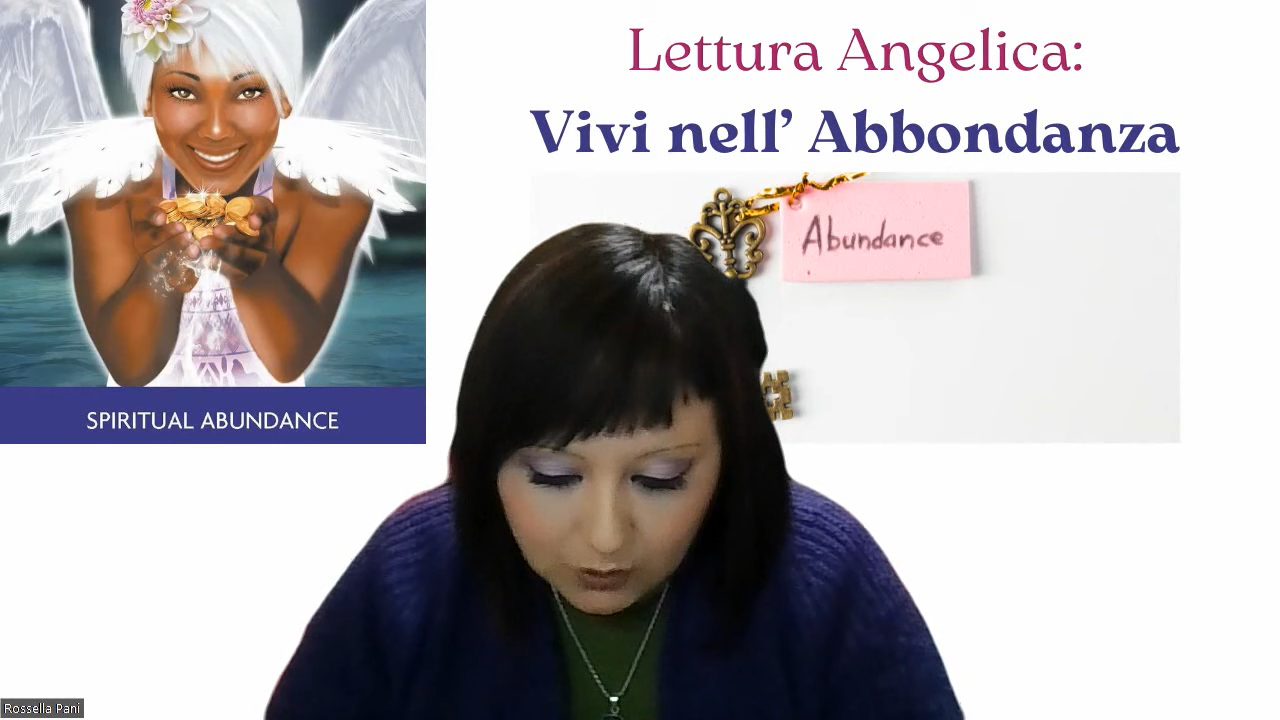 Lettura Angelica:
Vivi nell’ Abbondanza
Abundance
SPIRITUAL ABUNDANCE
Rossella Pani